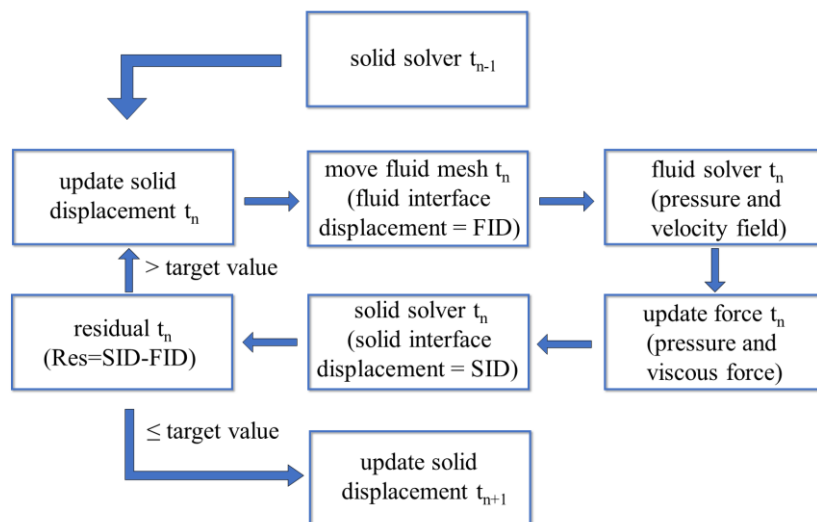 solid solver tn-1
update solid
displacement tn
move fluid mesh tn
(fluid interface
displacement = FID)
fluid solver tn
(pressure and
velocity field)
> target value
residual tn
(Res=SID-FID)
solid solver tn
(solid interface
displacement = SID)
update force tn
(pressure and
viscous force)
≤ target value
update solid
displacement tn+1